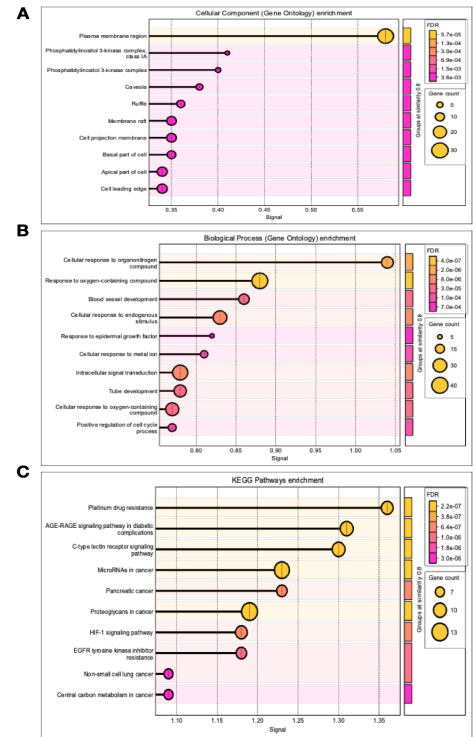 A
Cellular Component (Gene Ontology) enrichment
Plasma membrane region
Phosphatidylinositol 3-kinase complex,
class IA
Phosphatidylinositol 3-kinase complex
Caveola
Ruffle
Membrane raft
Cell projection membrane
Basal part of cell
Apical part of cell
Cell leading edge
0.35 0.40 0.45 0.50 0.55
Signal
Groups at similarity 0.8
FDR
5.7e-05
1.3e-04
3.0e-04
6.9e-04
1.5e-03
3.6e-03
Gene count
5
10
20
30
B
Biological Process (Gene Ontology) enrichment
Cellular response to organonitrogen
compound
Response to oxygen-containing compound
Blood vessel development
Cellular response to endogenous
stimulus
Response to epidermal growth factor
Cellular response to metal ion
Intracellular signal transduction
Tube development
Cellular response to oxygen-containing
compound
Positive regulation of cell cycle
process
0.80 0.85 0.90 0.95 1.00 1.05
Signal
Groups at similarity 0.8
FDR
4.0e-07
2.0e-06
8.0e-06
3.0e-05
1.0e-04
7.0e-04
Gene count
5
15
30
40
C
KEGG Pathways enrichment
Platinum drug resistance
AGE-RAGE signaling pathway in diabetic
complications
C-type lectin receptor signaling
pathway
MicroRNAs in cancer
Pancreatic cancer
Proteoglycans in cancer
HIF-1 signaling pathway
EGFR tyrosine kinase inhibitor
resistance
Non-small cell lung cancer
Central carbon metabolism in cancer
1.10 1.15 1.20 1.25 1.30 1.35
Signal
Groups at similarity 0.8
FDR
2.2e-07
3.8e-07
6.4e-07
1.0e-06
1.8e-06
3.0e-06
Gene count
7
10
13